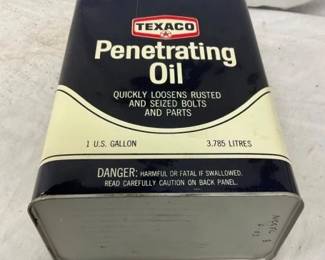 TEXACO
Penetrating
Oil
QUICKLY LOOSENS RUSTED
AND SEIZED BOLTS
AND PARTS
1 U.S. GALLON 3.785 LITRES
DANGER: HARMFUL OR FATAL IF SWALLOWED.
READ CAREFULLY CAUTION ON BACK PANEL.